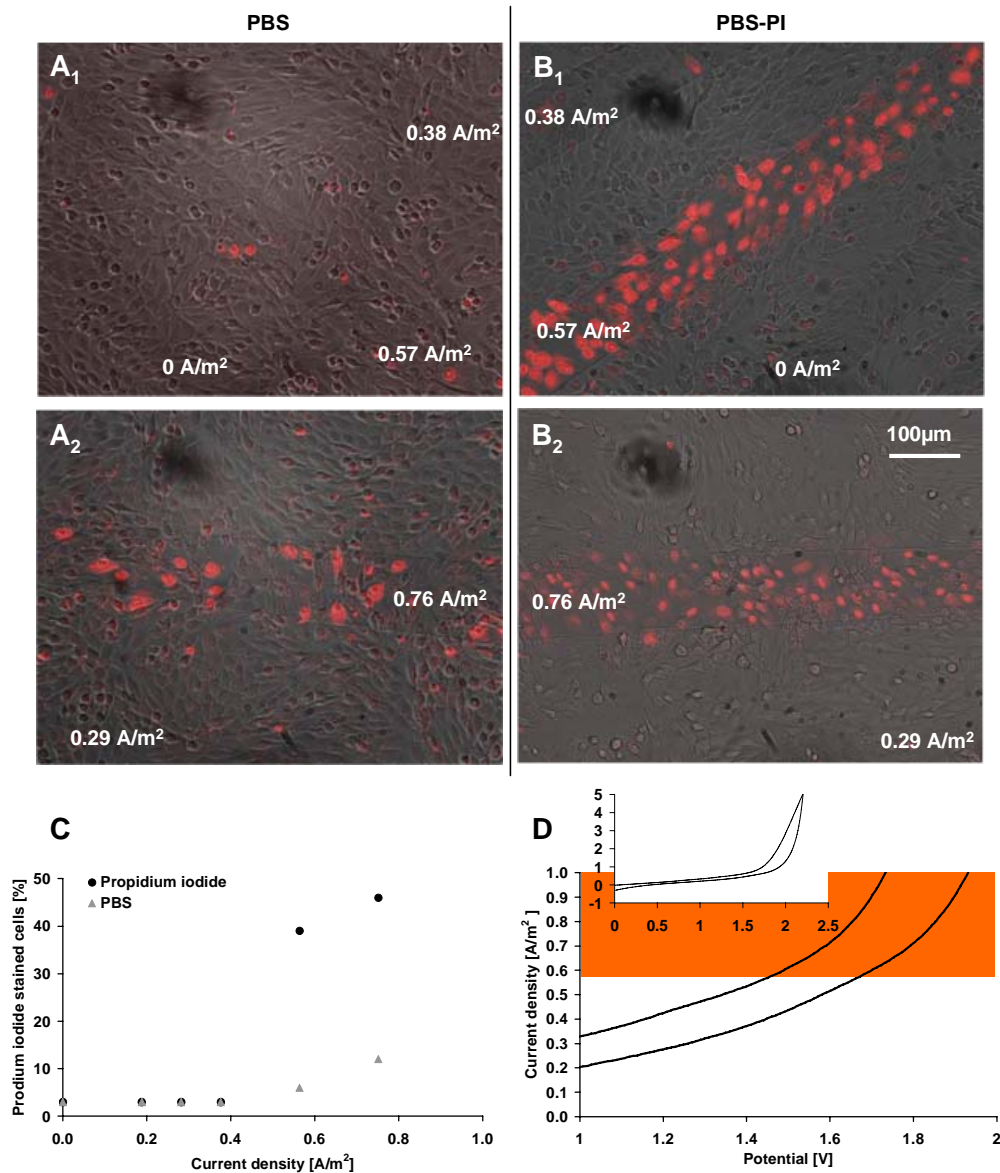 PBS
PBS-PI
A1
0.38 A/m²
0 A/m²
0.57 A/m²
B1
0.38 A/m²
0.57 A/m²
0 A/m²
A2
0.76 A/m²
0.29 A/m²
B2
100µm
0.76 A/m²
0.29 A/m²
C
Prodium iodide stained cells [%]
50
40
30
20
10
0
Propidium iodide
PBS
0.0 0.2 0.4 0.6 0.8 1.0
Current density [A/m²]
D
5
4
3
2
1
0
-1
0 0.5 1 1.5 2 2.5
Current density [A/m² ]
1.0
0.9
0.8
0.7
0.6
0.5
0.4
0.3
0.2
0.1
0.0
1 1.2 1.4 1.6 1.8 2
Potential [V]